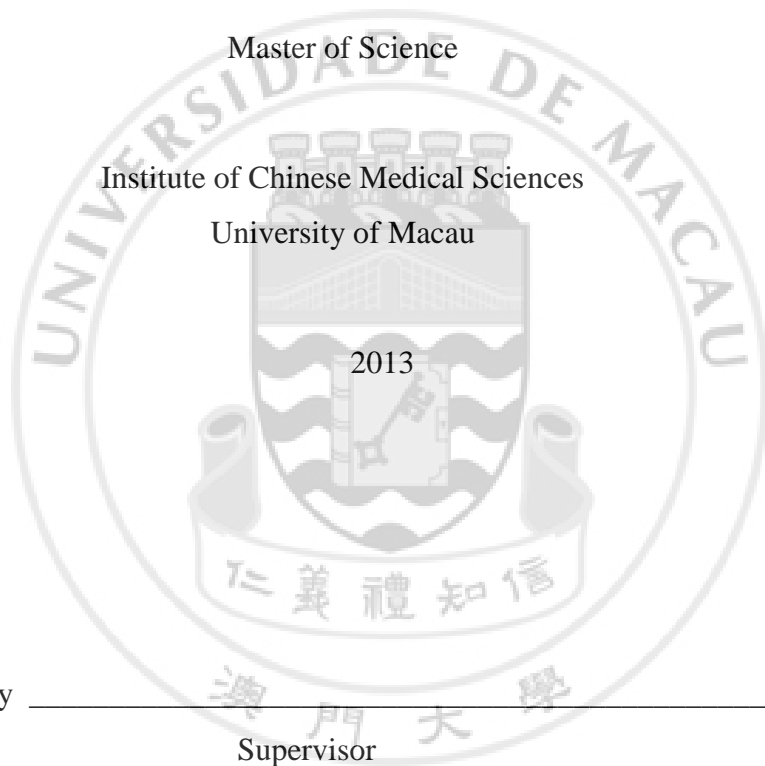 Master of Science
Institute of Chinese Medical Sciences
University of Macau
2013
y
Supervisor
UNIVERSIDADE DE MACAU
仁義禮知信
澳門大學